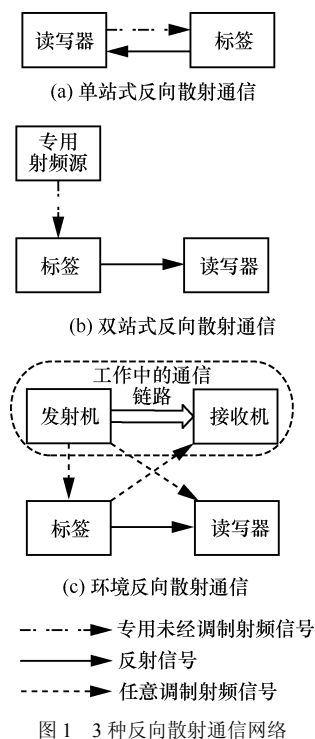 读写器 标签
(a) 单站式反向散射通信
专用
射频源
标签 读写器
(b) 双站式反向散射通信
工作中的通信
链路
发射机 接收机
标签 读写器
(c) 环境反向散射通信
专用未经调制射频信号
反射信号
任意调制射频信号
图 1 3 种反向散射通信网络